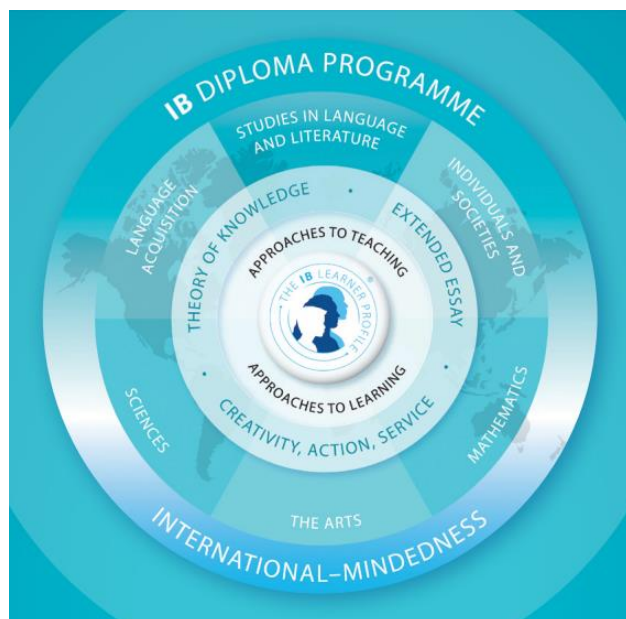 IB DIPLOMA PROGRAMME
STUDIES IN LANGUAGE
AND LITERATURE
LANGUAGE
ACQUISITION
INDIVIDUALS AND
SOCIETIES
THEORY OF KNOWLEDGE
EXTENDED ESSAY
APPROACHES TO TEACHING
THE IB LEARNER PROFILE
®
APPROACHES TO LEARNING
CREATIVITY, ACTION, SERVICE
SCIENCES
MATHEMATICS
THE ARTS
INTERNATIONAL–MINDEDNESS